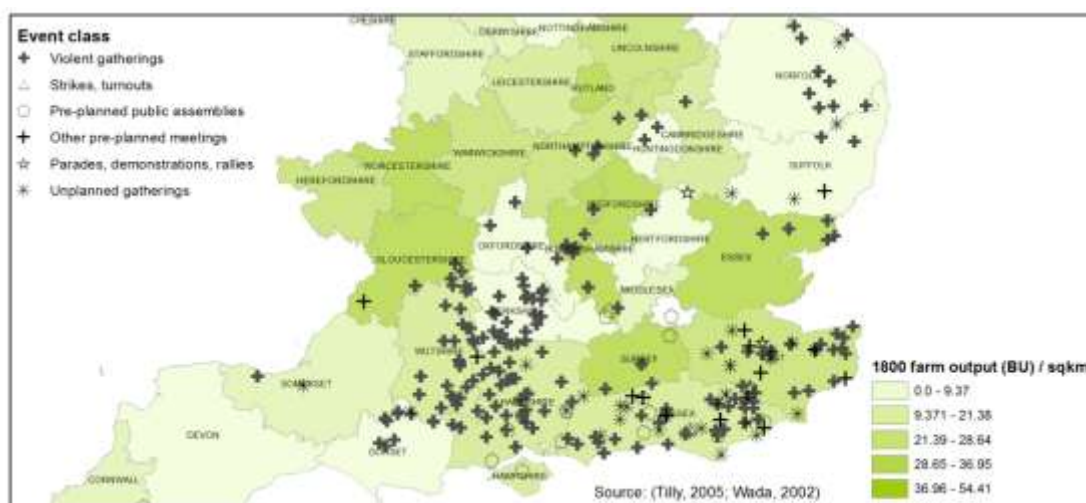 Event class
Violent gatherings
Strikes, turnouts
Pre-planned public assemblies
Other pre-planned meetings
Parades, demonstrations, rallies
Unplanned gatherings
CHESHIRE
DERBYSHIRE
NOTTINGHAMSHIRE
STAFFORDSHIRE
LINCOLNSHIRE
LEICESTERSHIRE
RUTLAND
NORFOLK
CAMBRIDGESHIRE
HUNTINGDONSHIRE
NORTHAMPTONSHIRE
WARWICKSHIRE
WORCESTERSHIRE
HEREFORDSHIRE
SUFFOLK
BEDFORDSHIRE
HERTFORDSHIRE
OXFORDSHIRE
ESSEX
GLOUCESTERSHIRE
MIDDLESEX
WILTSHIRE
SURREY
SOMERSET
DEVON
DORSET
CORNWALL
HAMPSHIRE
1800 farm output (BU) / sqkm
0.0 - 9.37
9.371 - 21.38
21.39 - 28.64
28.65 - 36.95
36.96 - 54.41
Source: (Tilly, 2005; Wada, 2002)